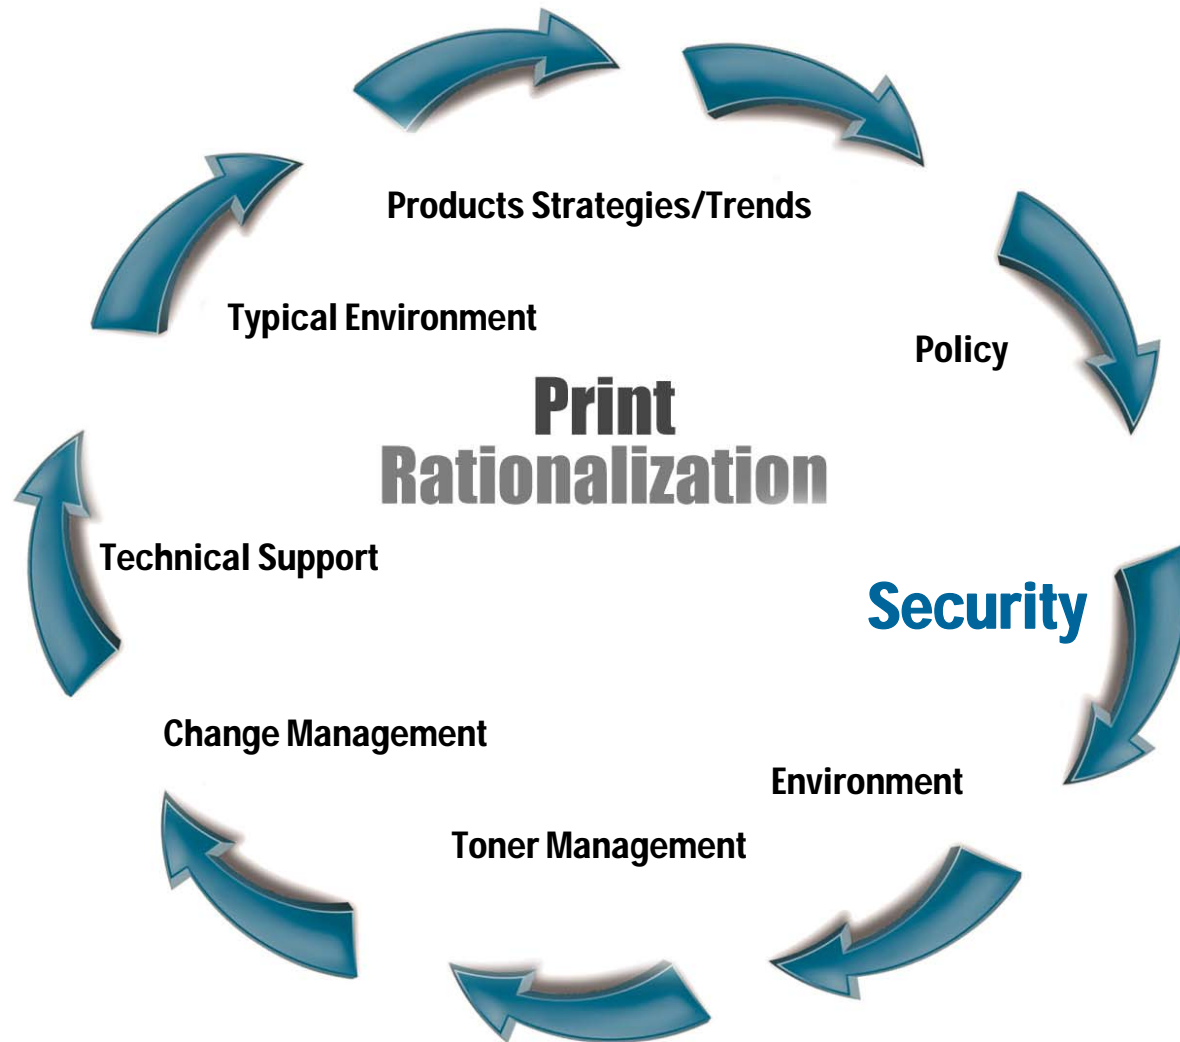 Products Strategies/Trends
Typical Environment
Policy
Print
Rationalization
Technical Support
Security
Change Management
Environment
Toner Management